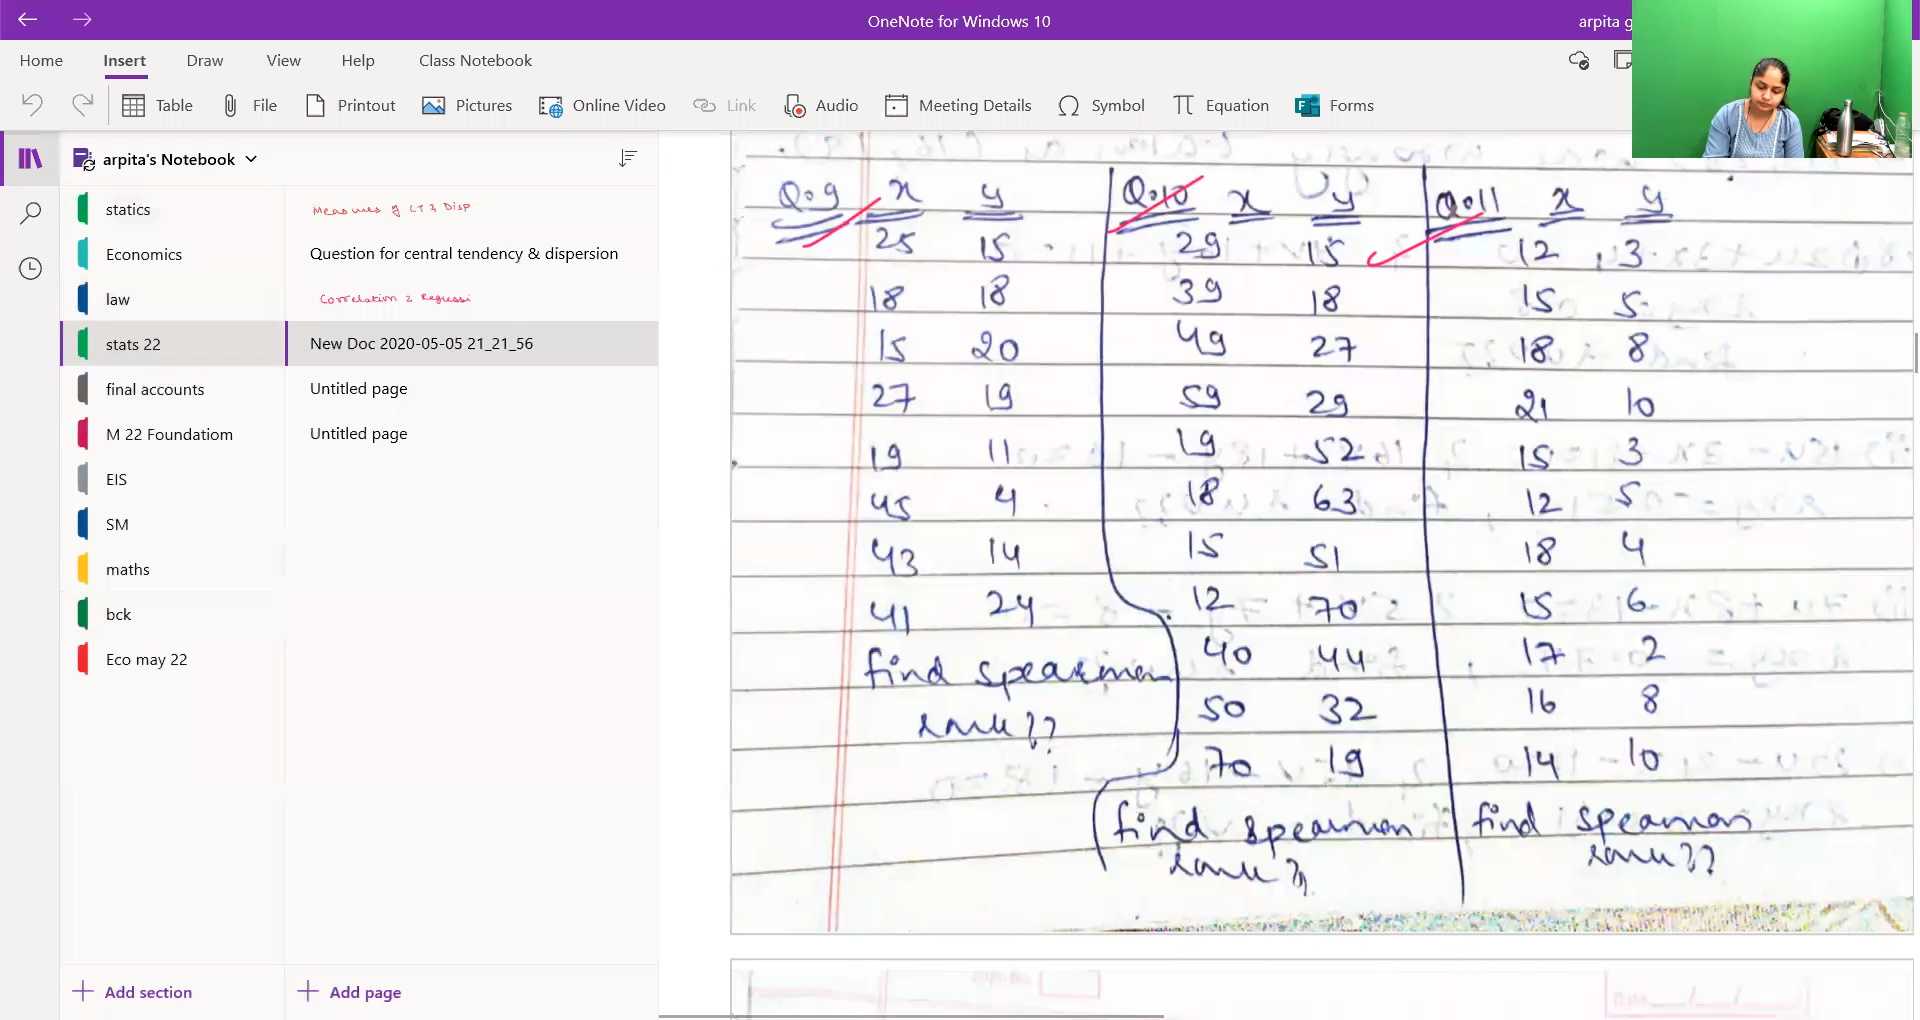 OneNote for Windows 10
arpita g
Home Insert Draw View Help Class Notebook
Table File Printout Pictures Online Video Link Audio Meeting Details Symbol Equation Forms
arpita's Notebook
statics
Economics
law
stats 22
final accounts
M 22 Foundatiom
EIS
SM
maths
bck
Eco may 22
Add section
Measures of CT & Disp
Question for central tendency & dispersion
Correlation & Regressi
New Doc 2020-05-05 21_21_56
Untitled page
Untitled page
Add page
Q.9 x y
25 15
18 18
15 20
27 19
19 11
45 4
43 14
41 24
find spearman
rank??
Q.10 x y
29 15
39 18
49 27
59 29
19 52
18 63
15 51
12 70
40 44
50 32
70 19
find spearman
rank?
Q.11 x y
12 3
15 5
18 8
21 10
15 3
12 5
18 4
15 6
17 2
16 8
14 10
find spearman
rank??